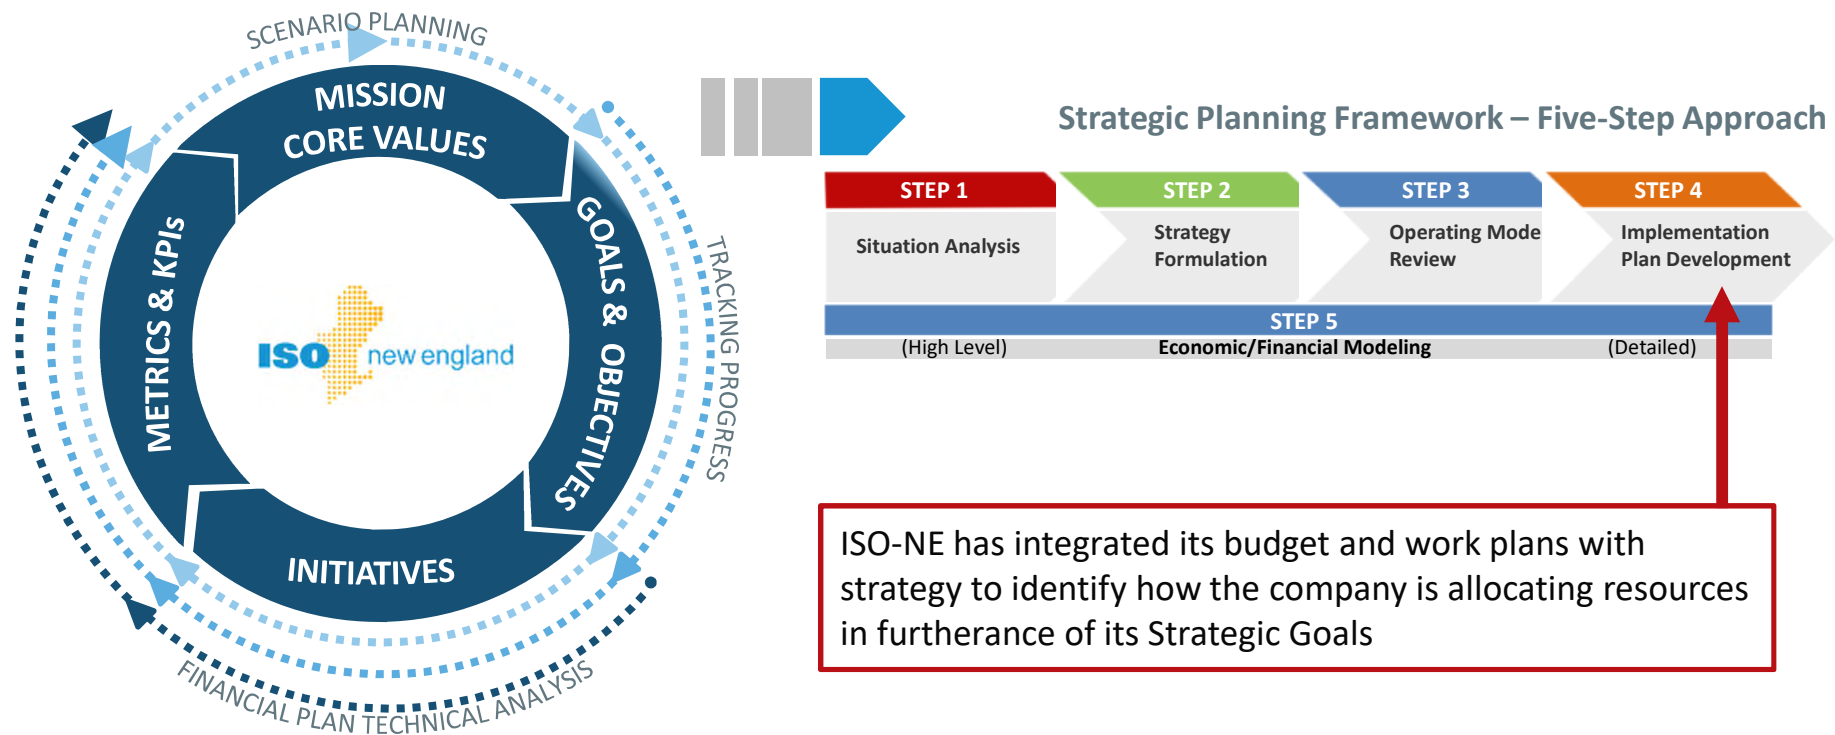 SCENARIO PLANNING
MISSION
CORE VALUES
GOALS & OBJECTIVES
TRACKING PROGRESS
METRICS & KPIs
ISO new england
INITIATIVES
FINANCIAL PLAN TECHNICAL ANALYSIS
Strategic Planning Framework – Five-Step Approach
STEP 1
STEP 2
STEP 3
STEP 4
Situation Analysis
Strategy
Formulation
Operating Mode
Review
Implementation
Plan Development
STEP 5
(High Level)
Economic/Financial Modeling
(Detailed)
ISO-NE has integrated its budget and work plans with
strategy to identify how the company is allocating resources
in furtherance of its Strategic Goals